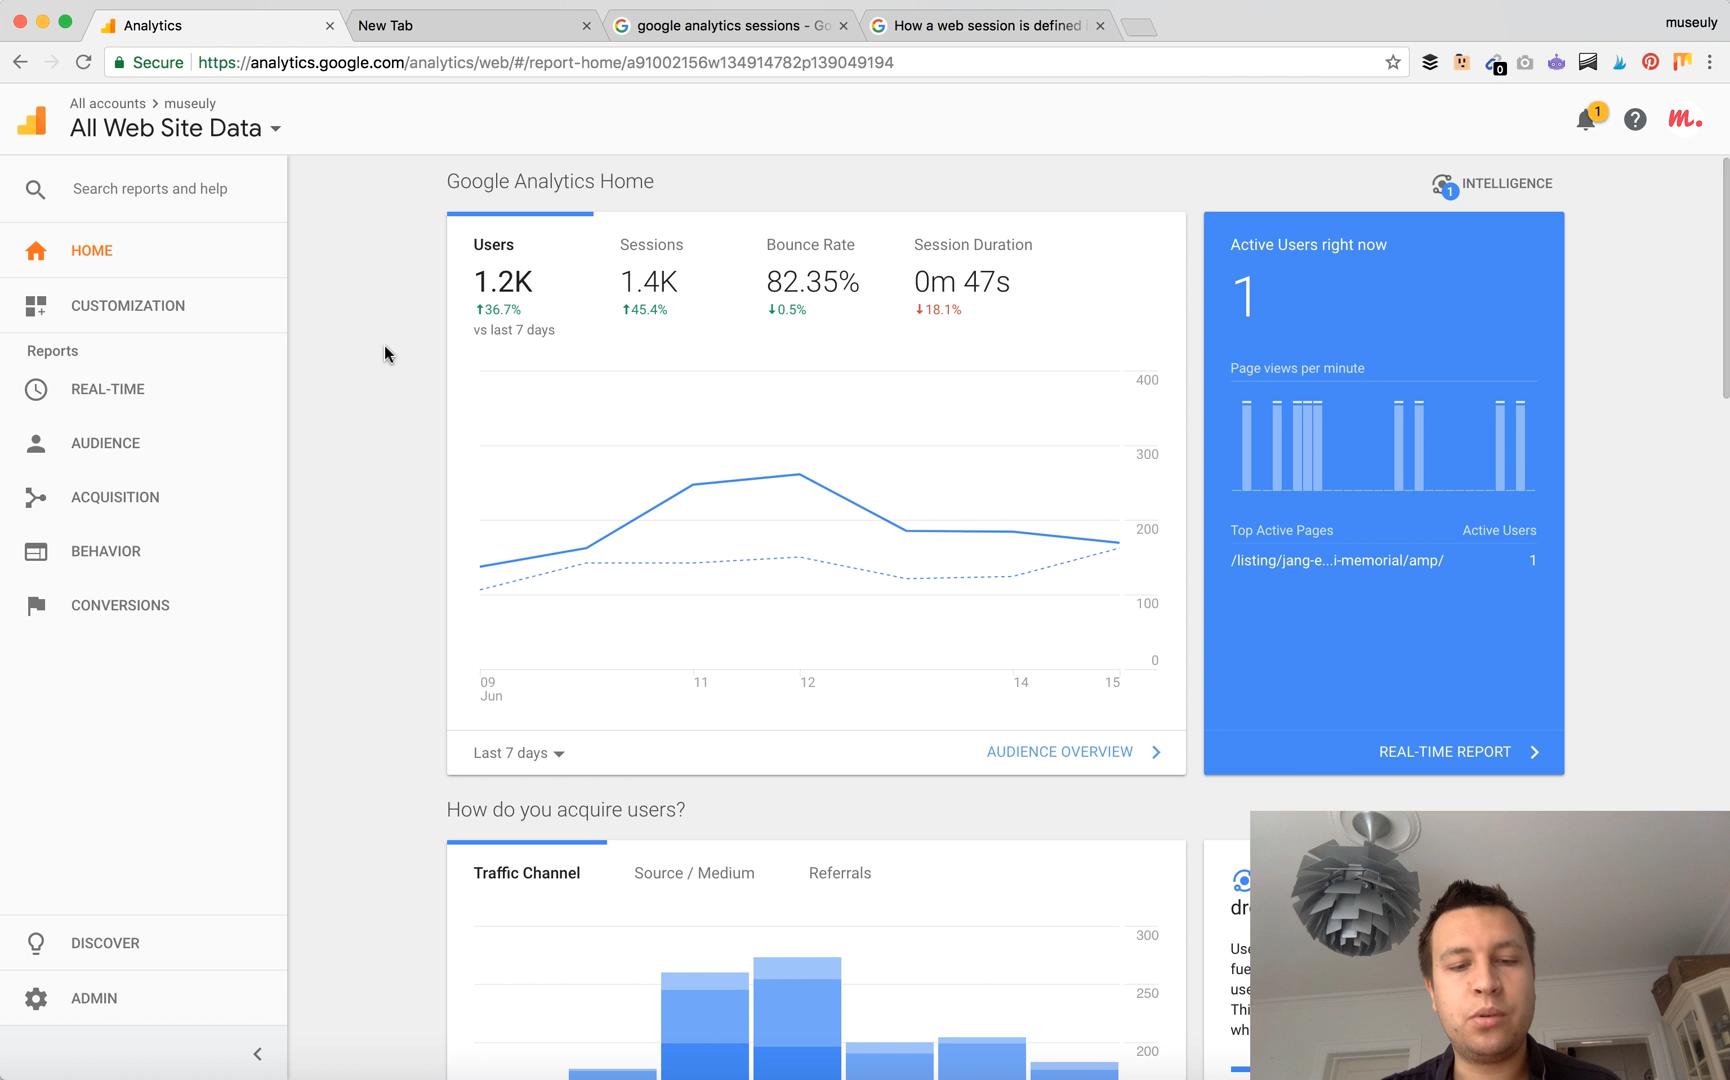 Analytics
New Tab
google analytics sessions - Go
How a web session is defined
museuly
Secure
https://analytics.google.com/analytics/web/#/report-home/a91002156w134914782p139049194
0
All accounts > museuly
All Web Site Data
1
m.
Search reports and help
HOME
CUSTOMIZATION
Reports
REAL-TIME
AUDIENCE
ACQUISITION
BEHAVIOR
CONVERSIONS
DISCOVER
ADMIN
Google Analytics Home
1
INTELLIGENCE
Users
1.2K
36.7%
vs last 7 days
Sessions
1.4K
45.4%
Bounce Rate
82.35%
0.5%
Session Duration
0m 47s
18.1%
400
300
200
100
0
09
Jun
11
12
14
15
Last 7 days
AUDIENCE OVERVIEW
Active Users right now
1
Page views per minute
Top Active Pages
Active Users
/listing/jang-e...i-memorial/amp/
1
REAL-TIME REPORT
How do you acquire users?
Traffic Channel
Source / Medium
Referrals
300
250
200